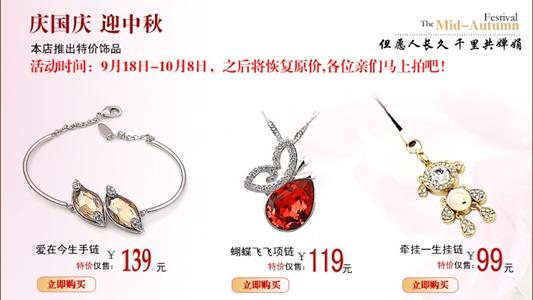 庆国庆 迎中秋
Festival
The Mid-Autumn
但愿人长久 千里共婵娟
本店推出特价饰品
活动时间：9月18日-10月8日，之后将恢复原价,各位亲们马上拍吧！
爱在今生手链
特价仅售：￥139元
立即购买
蝴蝶飞飞项链
特价仅售：￥119元
立即购买
牵挂一生挂链
特价仅售：￥99元
立即购买